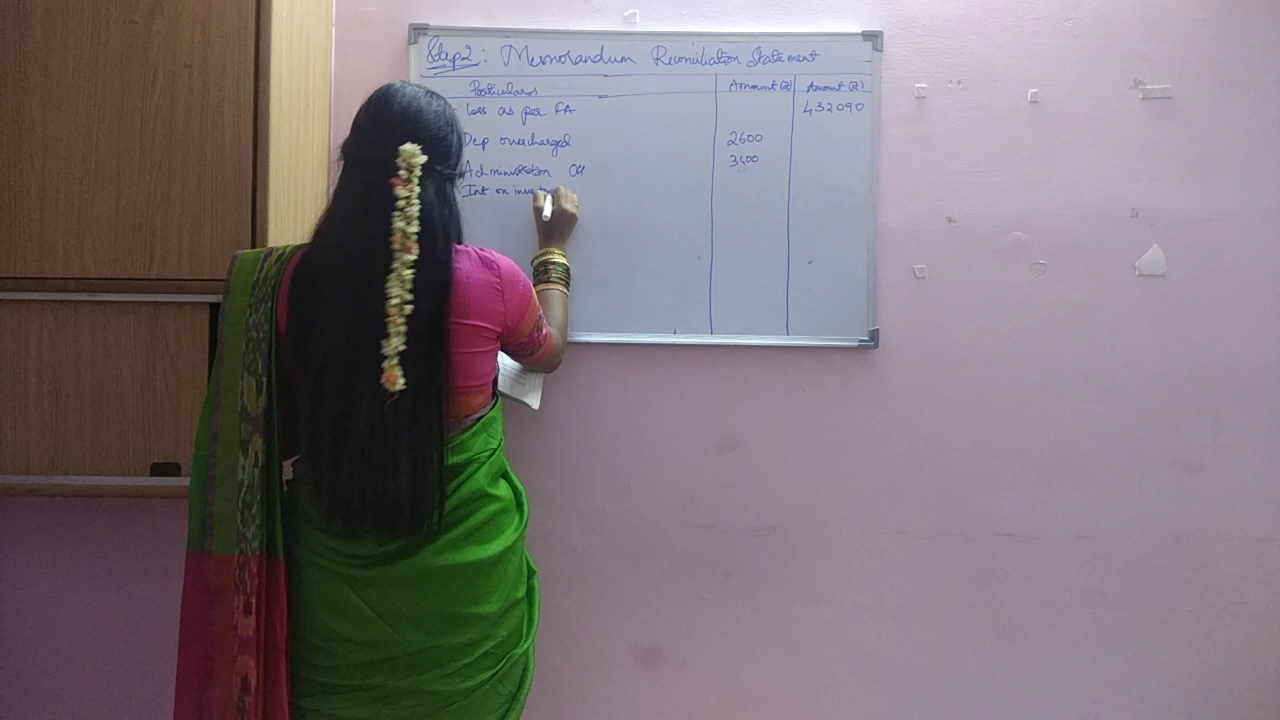 Step2: Memorandum Reconciliation Statement
Particulars Amount (₹) Amount (₹)
loss as per FA 432090
Dep overcharged 2600
Administration OH 3400
Int on inve